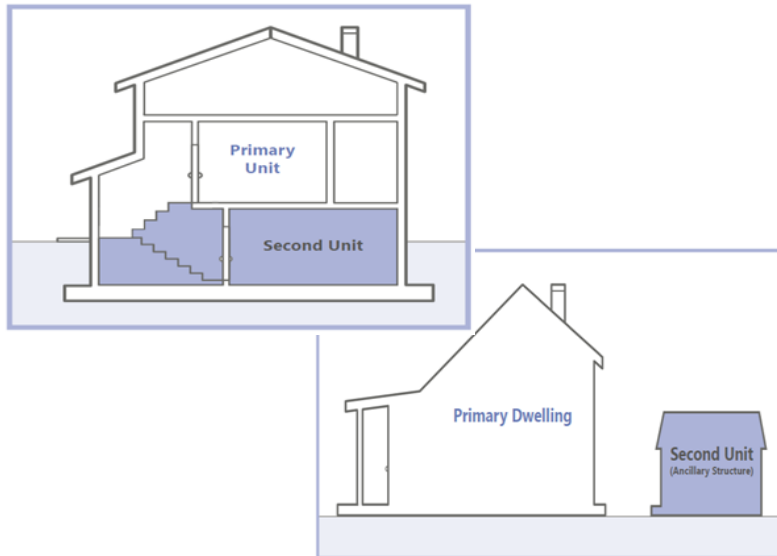 Primary
Unit
Second Unit
Primary Dwelling
Second Unit
(Ancillary Structure)